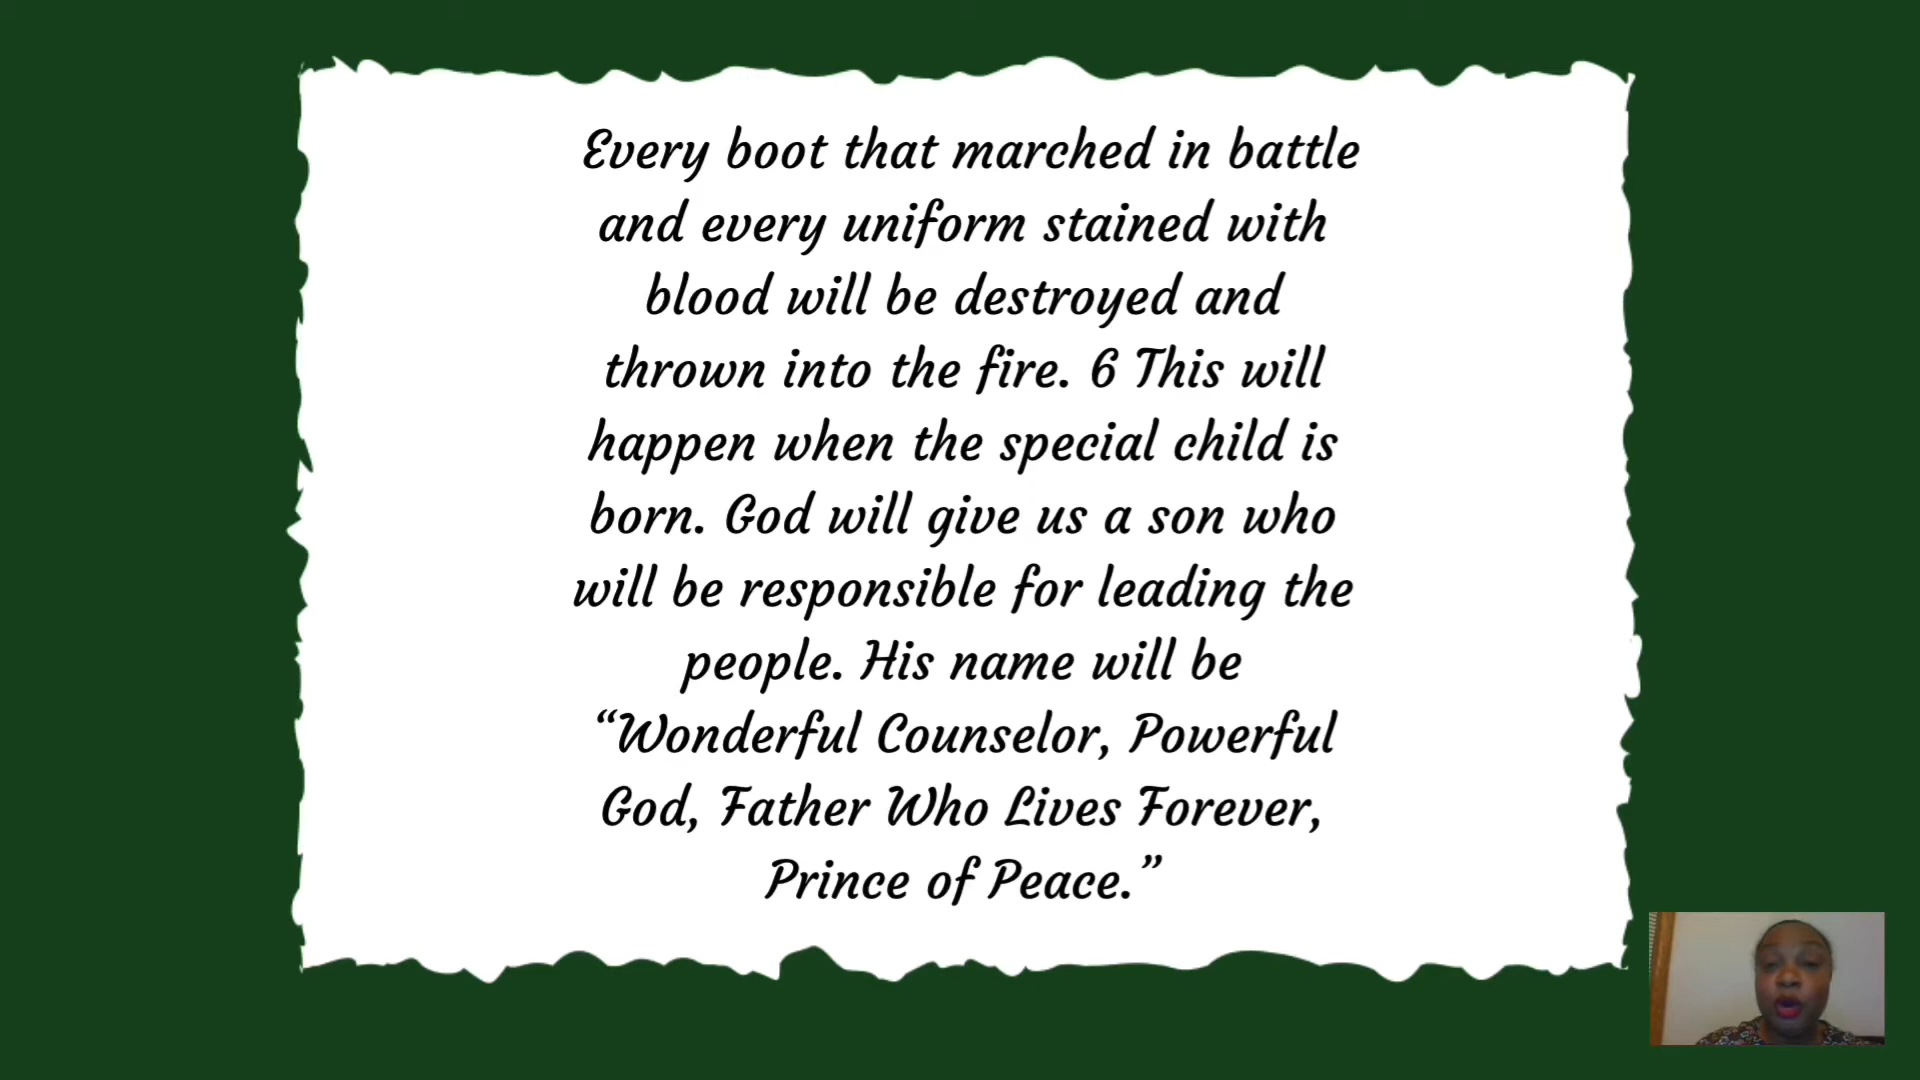 Every boot that marched in battle
and every uniform stained with
blood will be destroyed and
thrown into the fire. 6 This will
happen when the special child is
born. God will give us a son who
will be responsible for leading the
people. His name will be
“Wonderful Counselor, Powerful
God, Father Who Lives Forever,
Prince of Peace.”